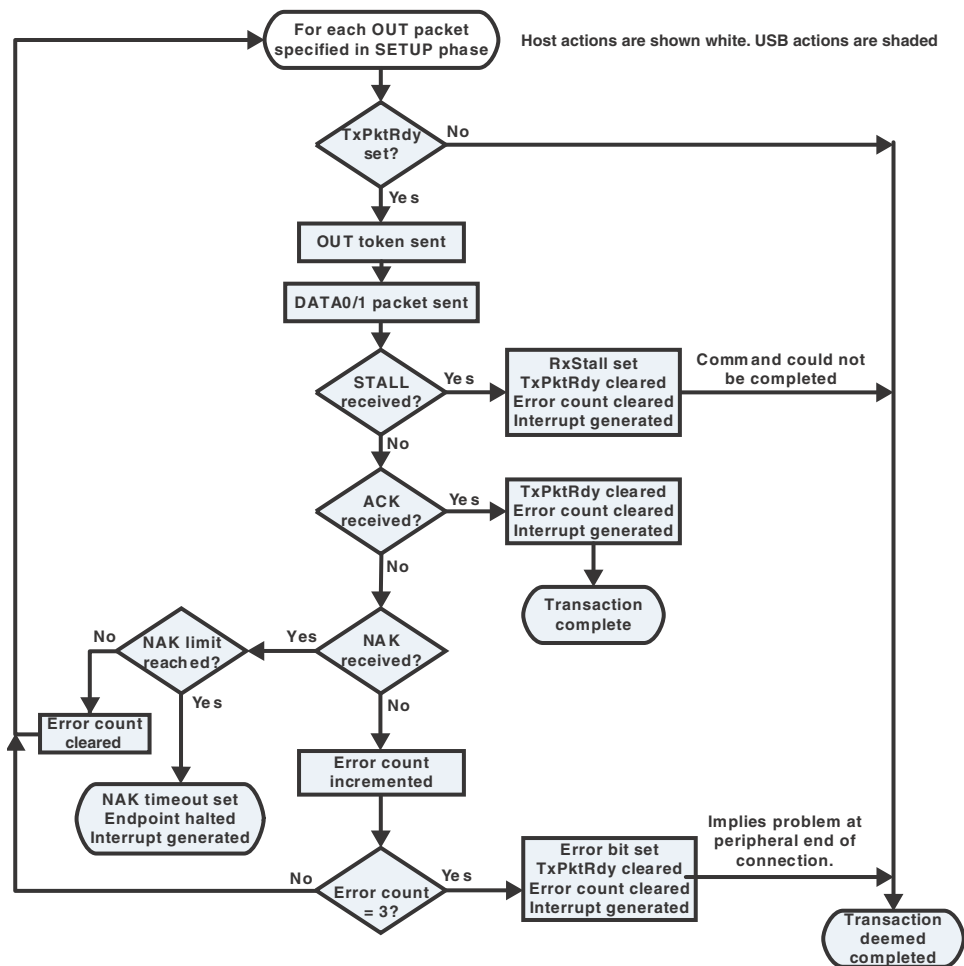 For each OUT packet
specified in SETUP phase
Host actions are shown white. USB actions are shaded
TxPktRdy
set?
No
Yes
OUT token sent
DATA0/1 packet sent
STALL
received?
Yes
RxStall set
TxPktRdy cleared
Error count cleared
Interrupt generated
Command could not
be completed
No
ACK
received?
Yes
TxPktRdy cleared
Error count cleared
Interrupt generated
No
Transaction
complete
NAK
received?
Yes
NAK limit
reached?
No
Yes
Error count
cleared
NAK timeout set
Endpoint halted
Interrupt generated
No
Error count
incremented
Error count
= 3?
No
Yes
Error bit set
TxPktRdy cleared
Error count cleared
Interrupt generated
Implies problem at
peripheral end of
connection.
Transaction
deemed
completed